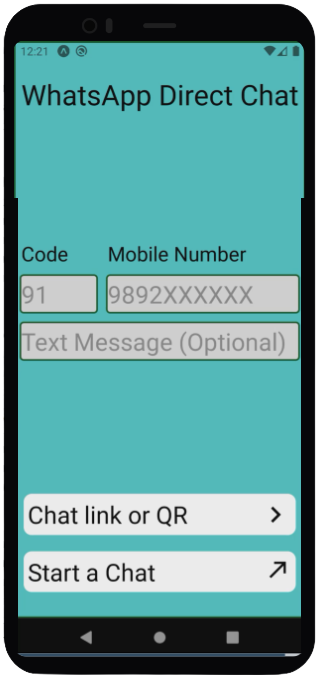 12:21
WhatsApp Direct Chat
Code Mobile Number
91 9892XXXXXX
Text Message (Optional)
Chat link or QR
Start a Chat